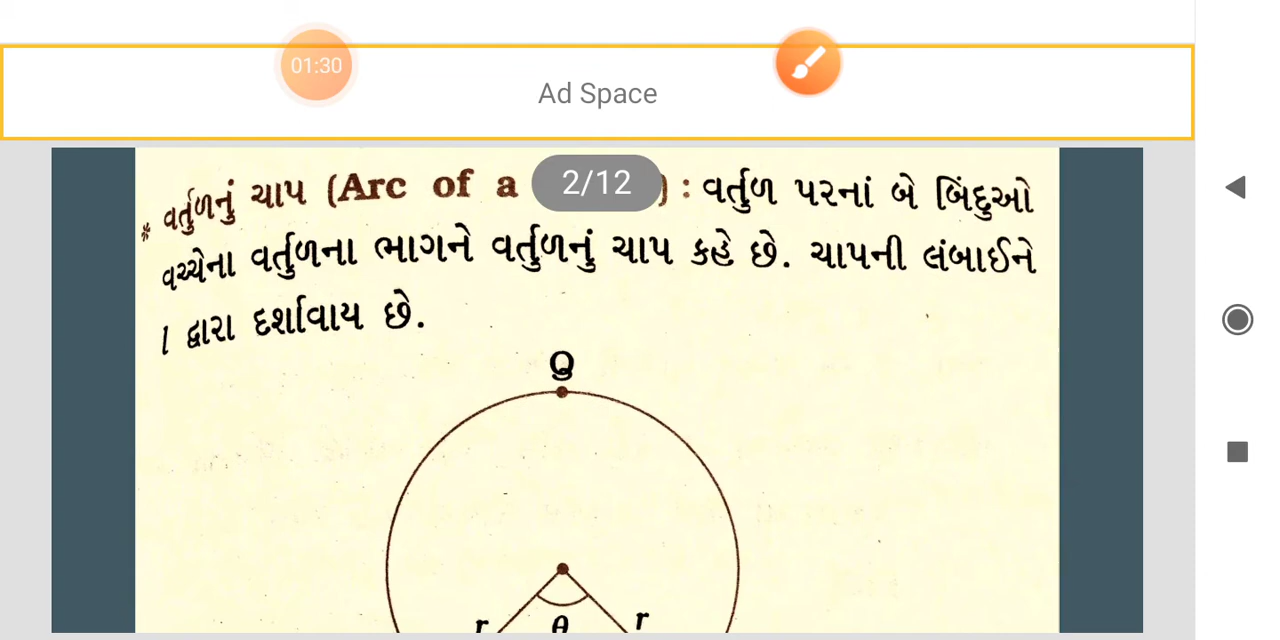 01:30
Ad Space
2/12
* વર્તુળનું ચાપ (Arc of a ) : વર્તુળ પરનાં બે બિંદુઓ
વચ્ચેના વર્તુળના ભાગને વર્તુળનું ચાપ કહે છે. ચાપની લંબાઈને
l દ્વારા દર્શાવાય છે.
Q
r θ r